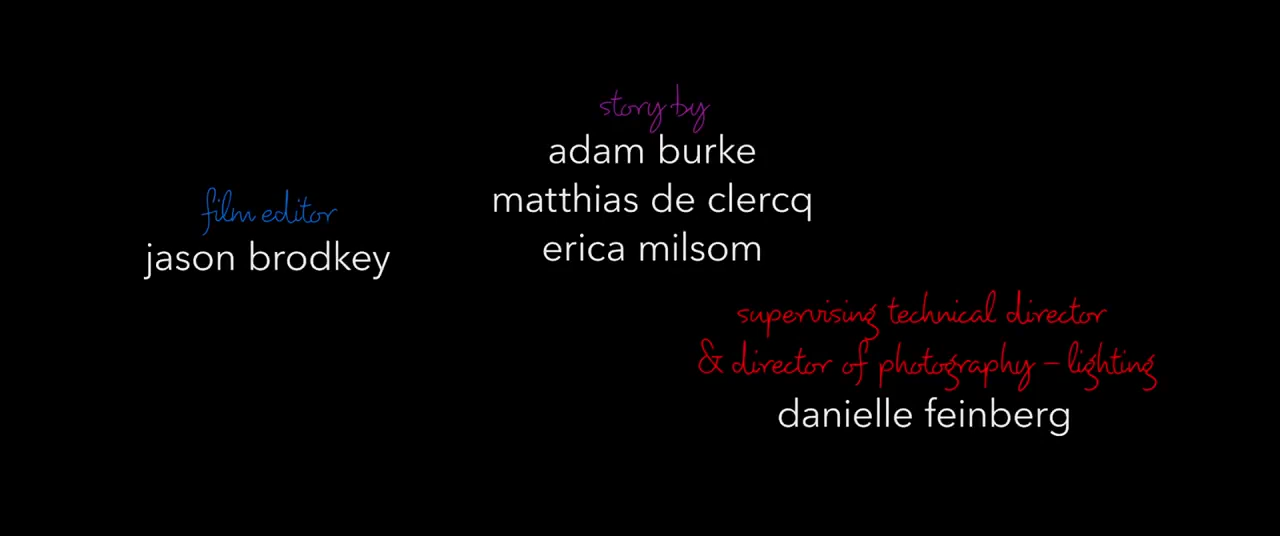 film editor
jason brodkey
story by
adam burke
matthias de clercq
erica milsom
supervising technical director
& director of photography – lighting
danielle feinberg